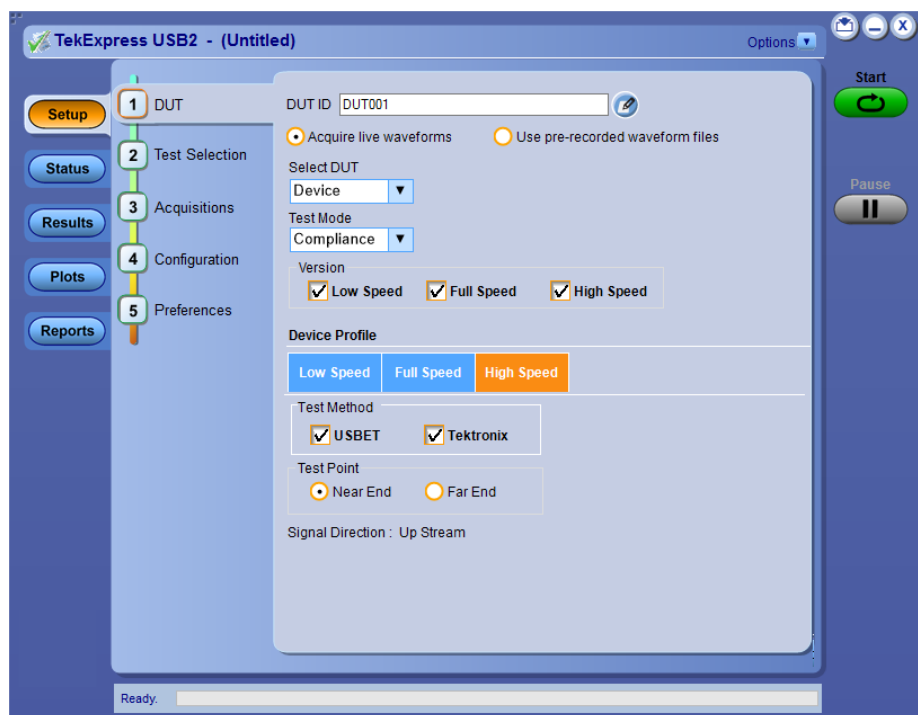 TekExpress USB2 - (Untitled)
Options
X
Start
Setup
1 DUT
DUT ID DUT001
Acquire live waveforms
Use pre-recorded waveform files
Status
2 Test Selection
Select DUT
Device
Pause
Results
3 Acquisitions
Test Mode
Compliance
Plots
4 Configuration
Version
Low Speed
Full Speed
High Speed
Reports
5 Preferences
Device Profile
Low Speed
Full Speed
High Speed
Test Method
USBET
Tektronix
Test Point
Near End
Far End
Signal Direction : Up Stream
Ready.